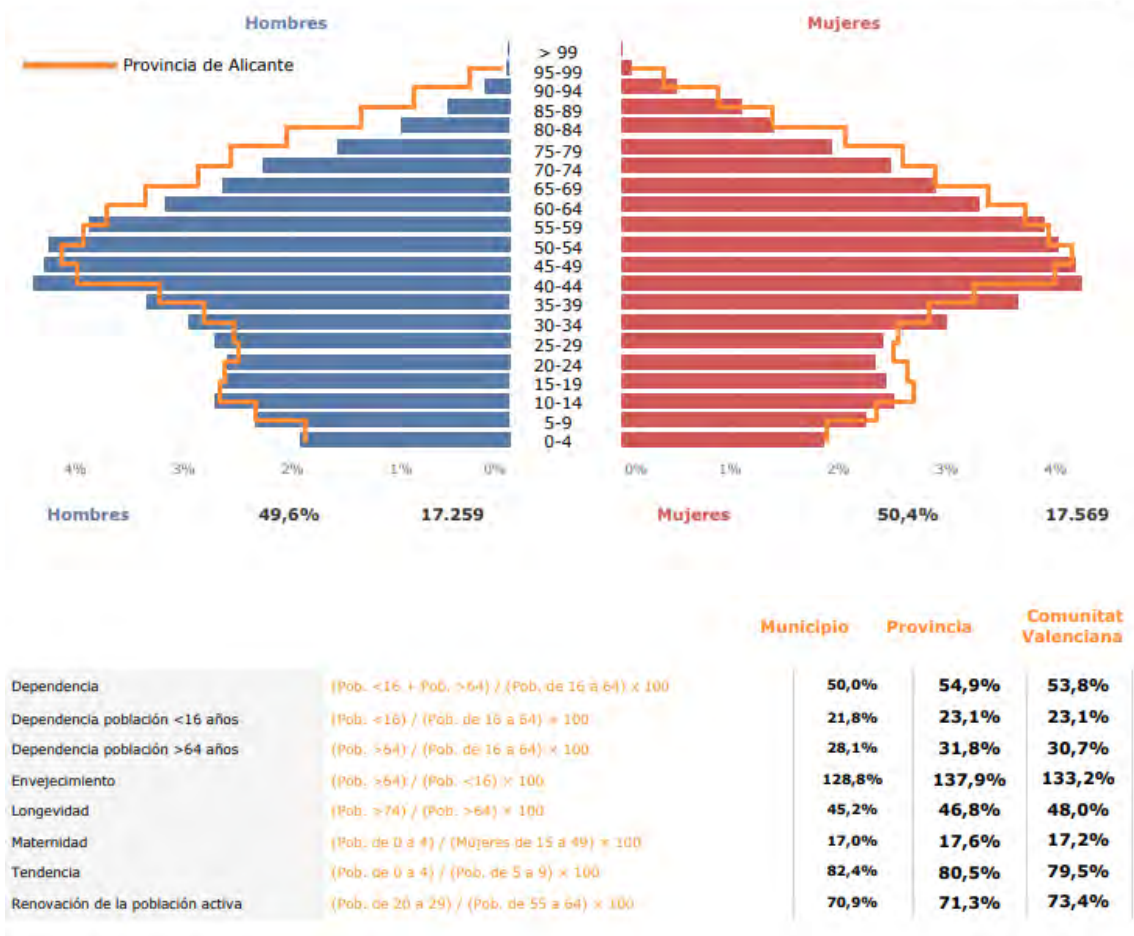 Hombres Mujeres
Provincia de Alicante
> 99
95-99
90-94
85-89
80-84
75-79
70-74
65-69
60-64
55-59
50-54
45-49
40-44
35-39
30-34
25-29
20-24
15-19
10-14
5-9
0-4
4% 3% 2% 1% 0% 0% 1% 2% 3% 4%
Hombres 49,6% 17.259 Mujeres 50,4% 17.569
Municipio Provincia Comunitat Valenciana
Dependencia (Pob. <16 + Pob. >64) / (Pob. de 16 a 64) x 100 50,0% 54,9% 53,8%
Dependencia población <16 años (Pob. <16) / (Pob. de 16 a 64) × 100 21,8% 23,1% 23,1%
Dependencia población >64 años (Pob. >64) / (Pob. de 16 a 64) × 100 28,1% 31,8% 30,7%
Envejecimiento (Pob. >64) / (Pob. <16) × 100 128,8% 137,9% 133,2%
Longevidad (Pob. >74) / (Pob. >64) × 100 45,2% 46,8% 48,0%
Maternidad (Pob. de 0 a 4) / (Mujeres de 15 a 49) × 100 17,0% 17,6% 17,2%
Tendencia (Pob. de 0 a 4) / (Pob. de 5 a 9) × 100 82,4% 80,5% 79,5%
Renovación de la población activa (Pob. de 20 a 29) / (Pob. de 55 a 64) × 100 70,9% 71,3% 73,4%